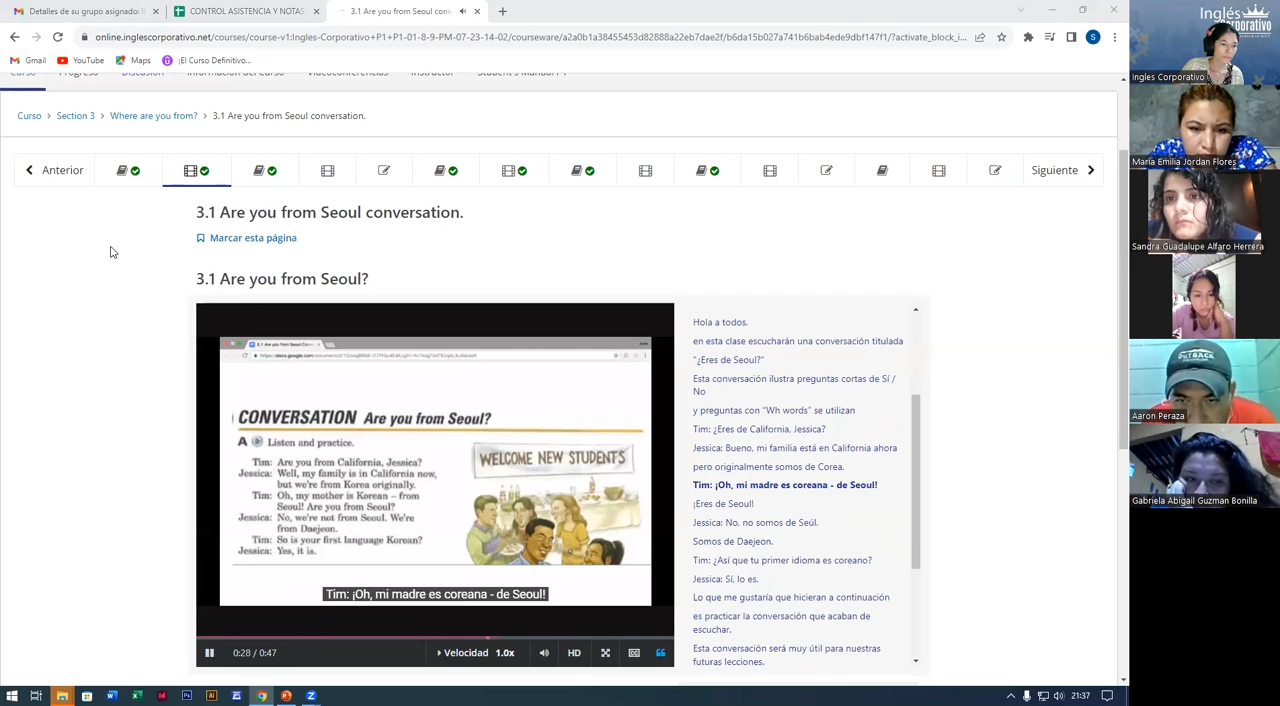 Detalles de su grupo asignado:
CONTROL ASISTENCIA Y NOTAS
3.1 Are you from Seoul conv
online.inglescorporativo.net/courses/course-v1:Ingles-Corporativo+P1+P1-01-8-9-PM-07-23-14-02/courseware/
Gmail
YouTube
Maps
¡El Curso Definitivo...
Curso
Progreso
Discusión
Información del Curso
Videoconferencias
Instructor
Student's Manual P1
Curso > Section 3 > Where are you from? > 3.1 Are you from Seoul conversation.
Anterior
Siguiente
3.1 Are you from Seoul conversation.
Marcar esta página
3.1 Are you from Seoul?
CONVERSATION Are you from Seoul?
A Listen and practice.
Tim: Are you from California, Jessica?
Jessica: Well, my family is in California now,
but we're from Korea originally.
Tim: Oh, my mother is Korean – from
Seoul! Are you from Seoul?
Jessica: No, we're not from Seoul. We're
from Daejeon.
Tim: So is your first language Korean?
Jessica: Yes, it is.
WELCOME NEW STUDENTS
Tim: ¡Oh, mi madre es coreana - de Seoul!
0:28 / 0:47
Velocidad 1.0x
HD
Hola a todos,
en esta clase escucharán una conversación titulada
"¿Eres de Seoul?"
Esta conversación ilustra preguntas cortas de Sí /
No
y preguntas con "Wh words" se utilizan
Tim: ¿Eres de California, Jessica?
Jessica: Bueno, mi familia está en California ahora
pero originalmente somos de Corea.
Tim: ¡Oh, mi madre es coreana - de Seoul!
¡Eres de Seoul!
Jessica: No, no somos de Seúl.
Somos de Daejeon.
Tim: ¿Así que tu primer idioma es coreano?
Jessica: Sí, lo es.
Lo que me gustaría que hicieran a continuación
es practicar la conversación que acaban de
escuchar.
Esta conversación será muy útil para nuestras
futuras lecciones.
Inglés
Corporativo
Ingles Corporativo
Maria Emilia Jordan Flores
Sandra Guadalupe Alfaro Herrera
OUTBACK
Aaron Peraza
Gabriela Abigail Guzman Bonilla
21:37